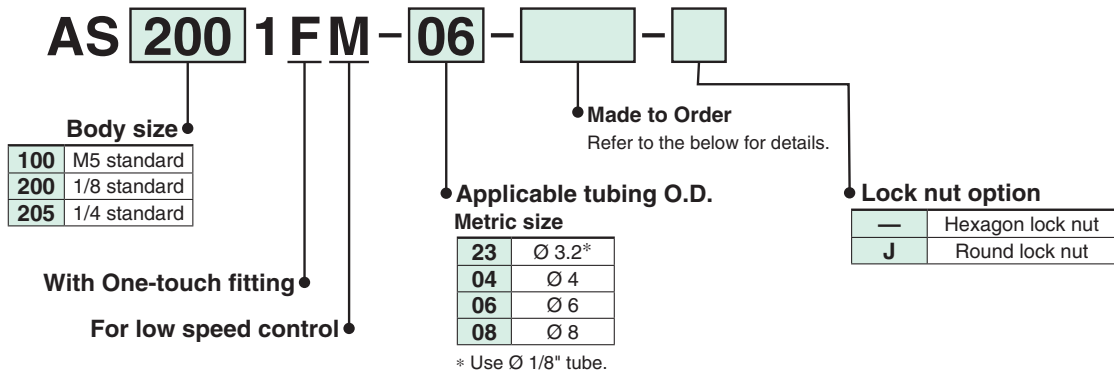 AS 200 1 F M – 06 – –
Body size
100 M5 standard
200 1/8 standard
205 1/4 standard
With One-touch fitting
For low speed control
Made to Order
Refer to the below for details.
Applicable tubing O.D.
Metric size
23 Ø 3.2*
04 Ø 4
06 Ø 6
08 Ø 8
* Use Ø 1/8" tube.
Lock nut option
— Hexagon lock nut
J Round lock nut